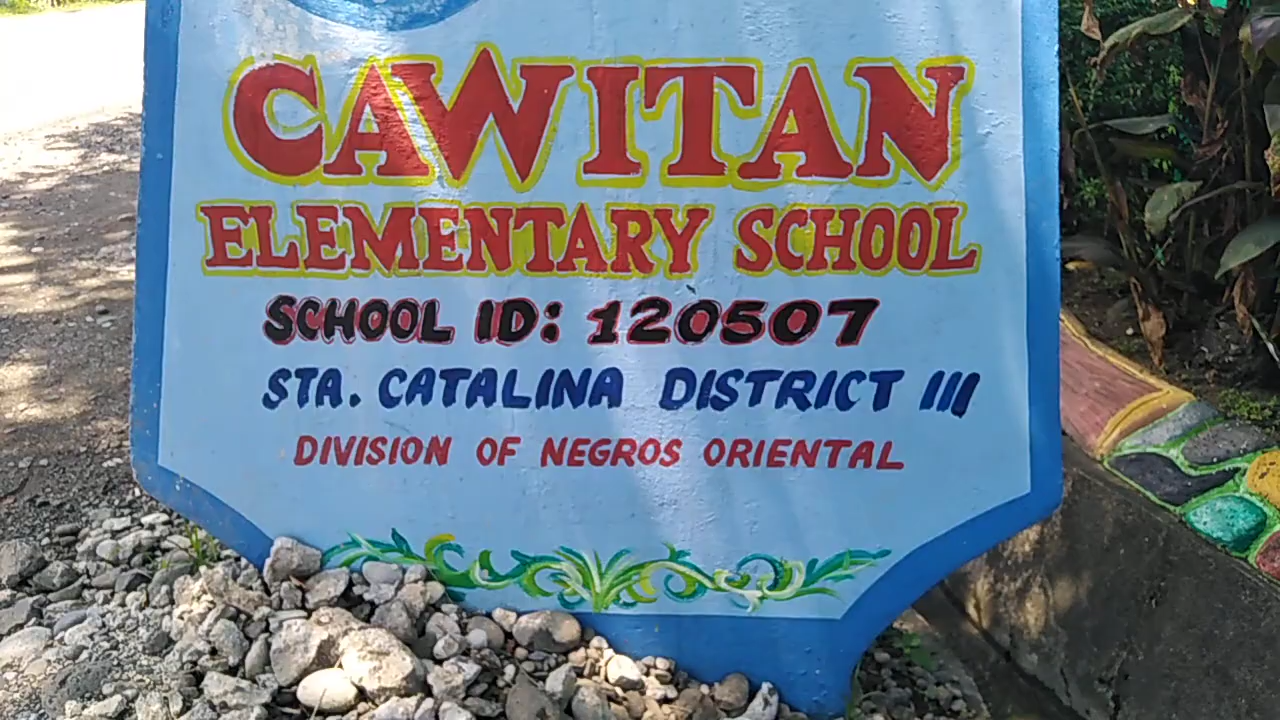 CAWITAN
ELEMENTARY SCHOOL
SCHOOL ID: 120507
STA. CATALINA DISTRICT III
DIVISION OF NEGROS ORIENTAL